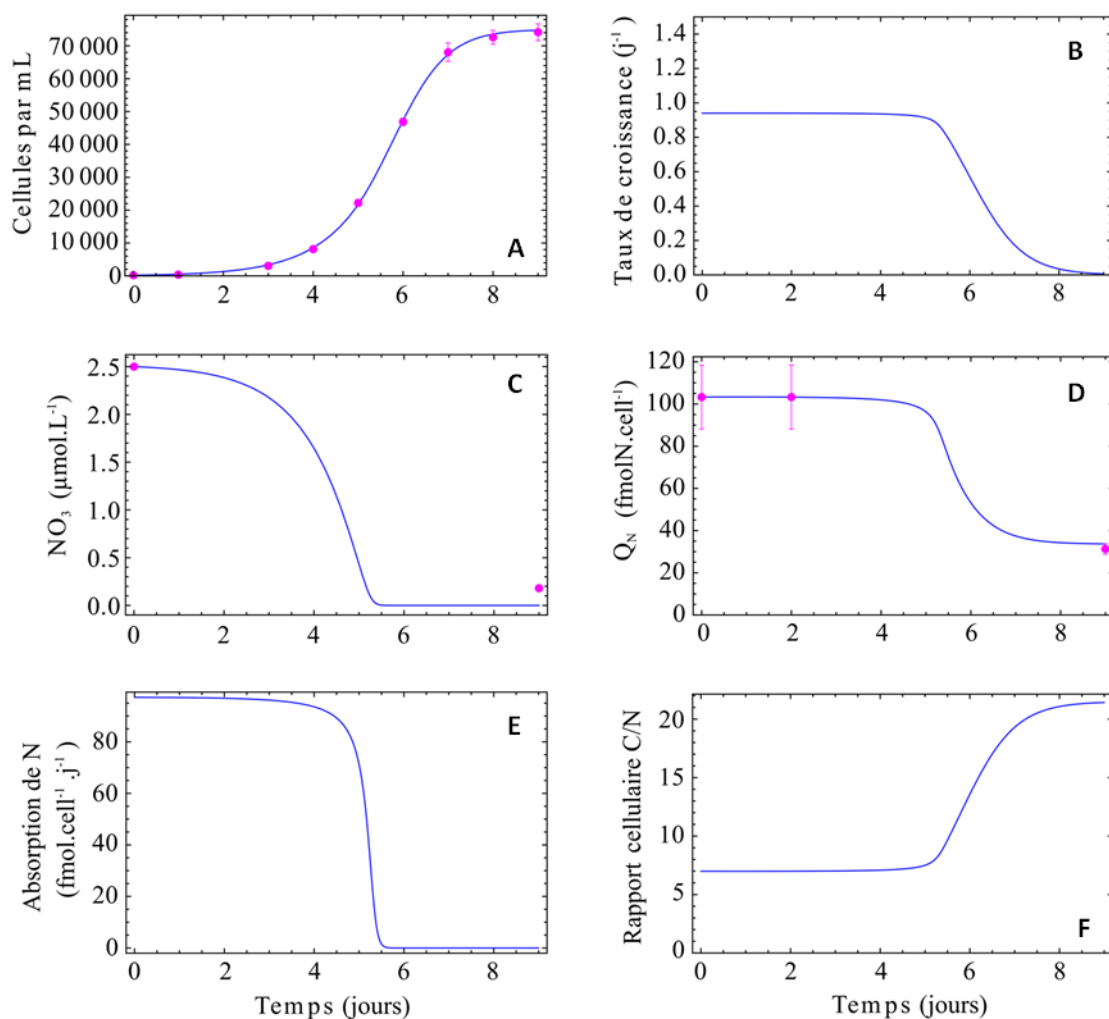 Cellules par mL
70 000
60 000
50 000
40 000
30 000
20 000
10 000
0
0 2 4 6 8
A
Taux de croissance (j⁻¹)
1.4
1.2
1.0
0.8
0.6
0.4
0.2
0.0
0 2 4 6 8
B
NO₃ (µmol.L⁻¹)
2.5
2.0
1.5
1.0
0.5
0.0
0 2 4 6 8
C
Q_N (fmolN.cell⁻¹)
120
100
80
60
40
20
0
0 2 4 6 8
D
Absorption de N
(fmol.cell⁻¹.j⁻¹)
80
60
40
20
0
0 2 4 6 8
Temps (jours)
E
Rapport cellulaire C/N
20
15
10
5
0
0 2 4 6 8
Temps (jours)
F